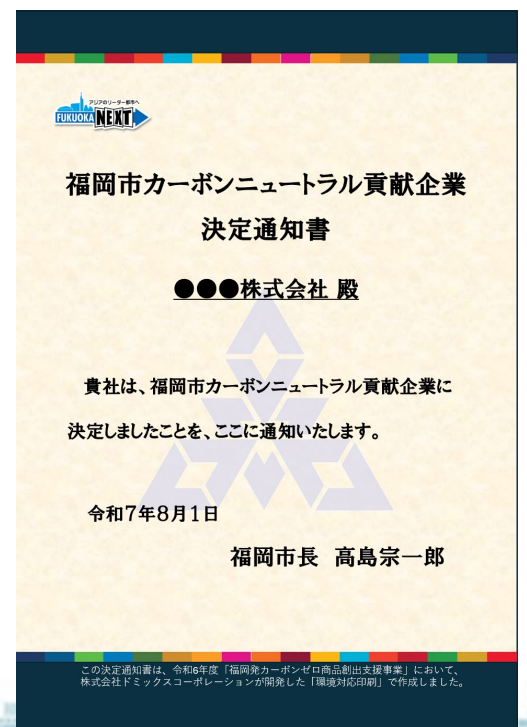 アジアのリーダー都市へ
FUKUOKA NEXT
福岡市カーボンニュートラル貢献企業
決定通知書
●●●株式会社 殿
貴社は、福岡市カーボンニュートラル貢献企業に
決定しましたことを、ここに通知いたします。
令和7年8月1日
福岡市長 高島宗一郎
この決定通知書は、令和6年度「福岡発カーボンゼロ商品創出支援事業」において、
株式会社ドミックスコーポレーションが開発した「環境対応印刷」で作成しました。